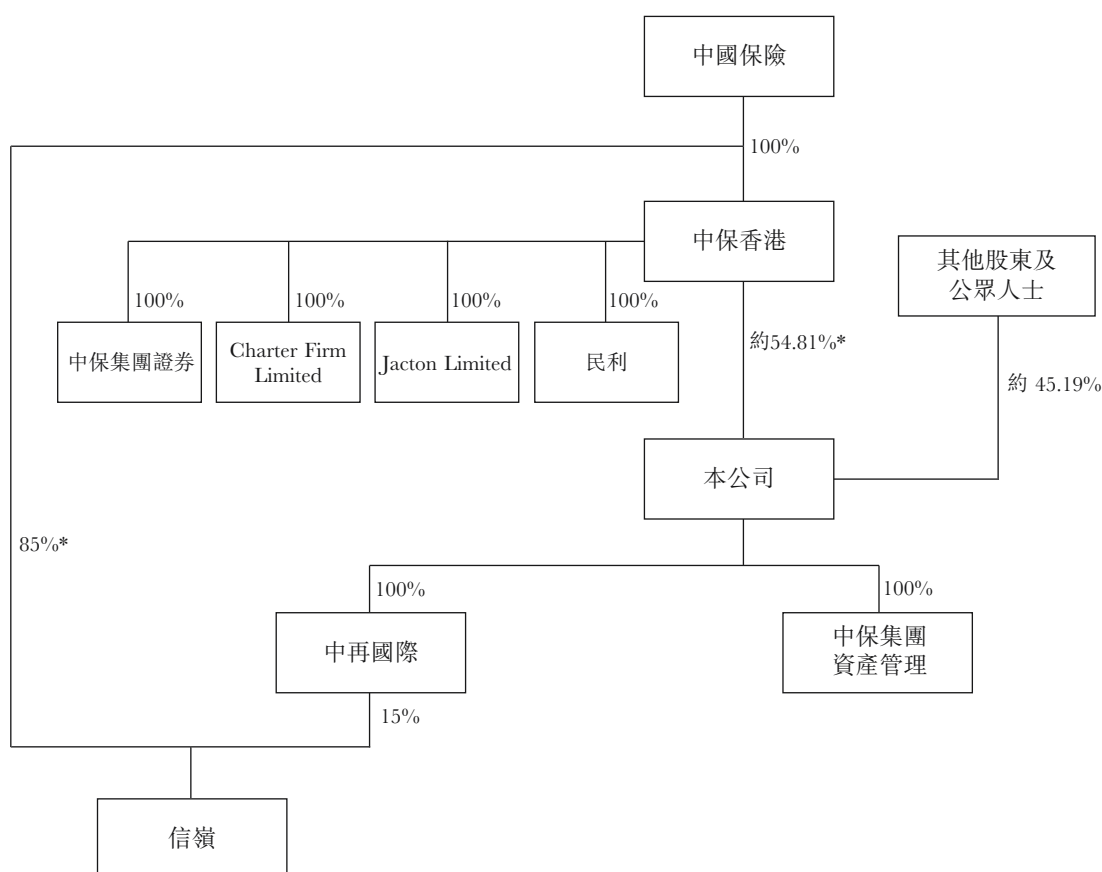 中國保險
100%
中保香港
其他股東及
公眾人士
100%
100%
100%
100%
中保集團證券
Charter Firm
Limited
Jacton Limited
民利
約54.81%*
約 45.19%
本公司
85%*
100%
100%
中再國際
中保集團
資產管理
15%
信嶺